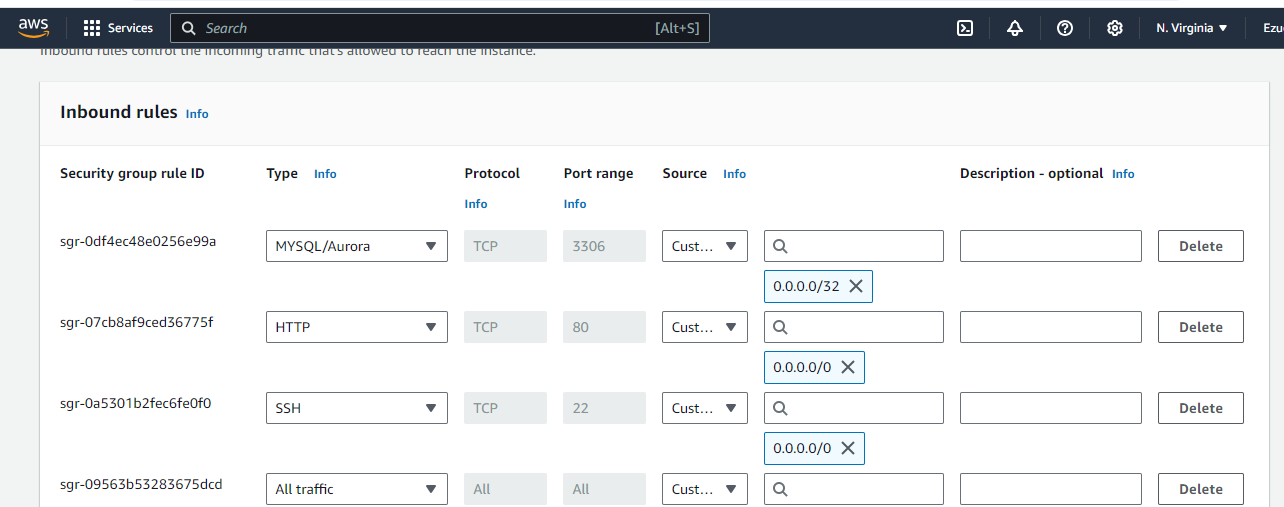 aws Services Search [Alt+S] N. Virginia Ezu
Inbound rules control the incoming traffic that's allowed to reach the instance.
Inbound rules Info
Security group rule ID Type Info Protocol Info Port range Info Source Info Description - optional Info
sgr-0df4ec48e0256e99a MYSQL/Aurora TCP 3306 Cust... Delete
0.0.0.0/32
sgr-07cb8af9ced36775f HTTP TCP 80 Cust... Delete
0.0.0.0/0
sgr-0a5301b2fec6fe0f0 SSH TCP 22 Cust... Delete
0.0.0.0/0
sgr-09563b53283675dcd All traffic All All Cust... Delete